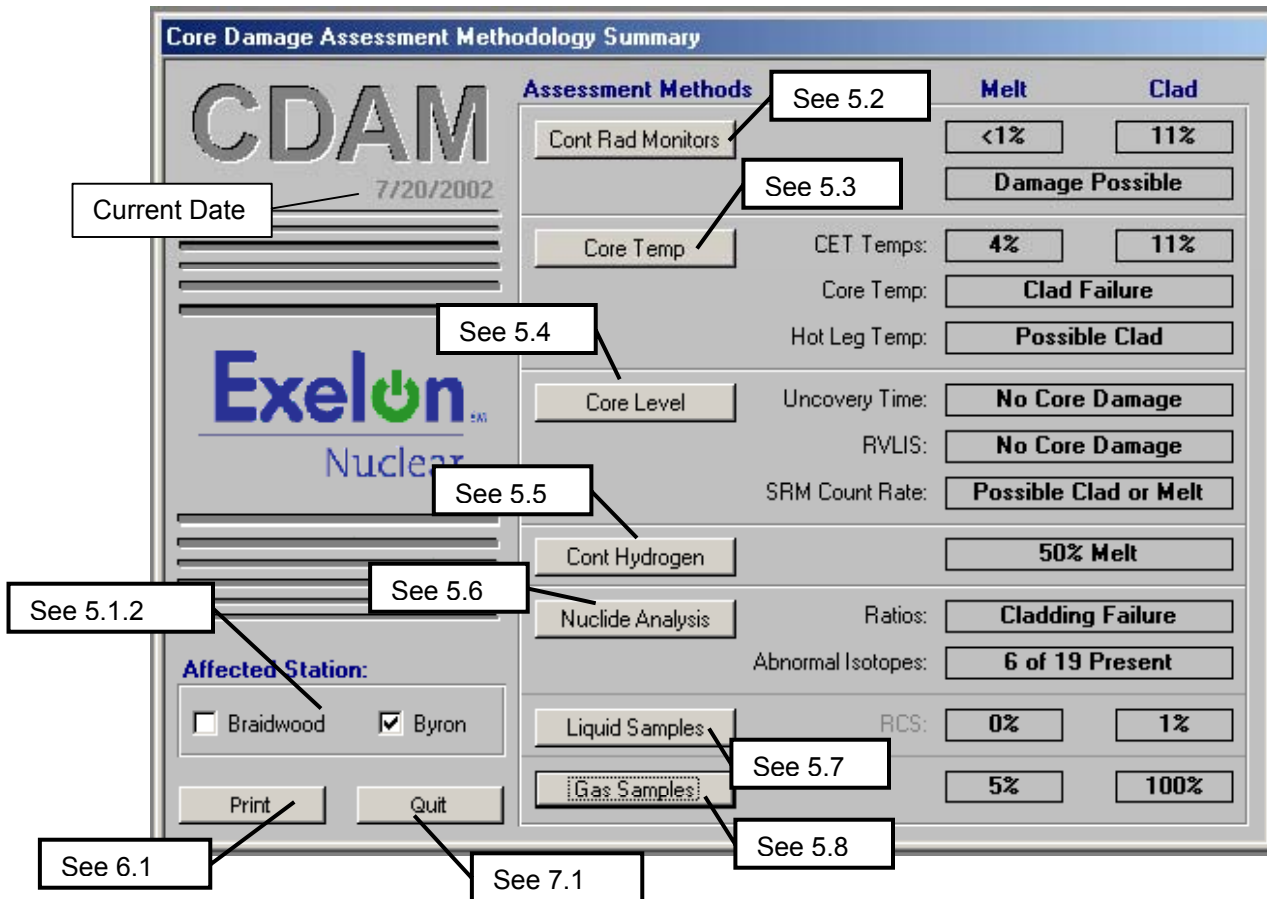 Core Damage Assessment Methodology Summary
CDAM
7/20/2002
Current Date
Exelon
Nuclear
See 5.1.2
Affected Station:
Braidwood
Byron
Print
Quit
See 6.1
See 7.1
Assessment Methods
Melt
Clad
See 5.2
Cont Rad Monitors
<1%
11%
Damage Possible
See 5.3
Core Temp
CET Temps:
4%
11%
Core Temp:
Clad Failure
Hot Leg Temp:
Possible Clad
See 5.4
Core Level
Uncovery Time:
No Core Damage
RVLIS:
No Core Damage
SRM Count Rate:
Possible Clad or Melt
See 5.5
Cont Hydrogen
50% Melt
See 5.6
Nuclide Analysis
Ratios:
Cladding Failure
Abnormal Isotopes:
6 of 19 Present
Liquid Samples
RCS:
0%
1%
See 5.7
Gas Samples
5%
100%
See 5.8